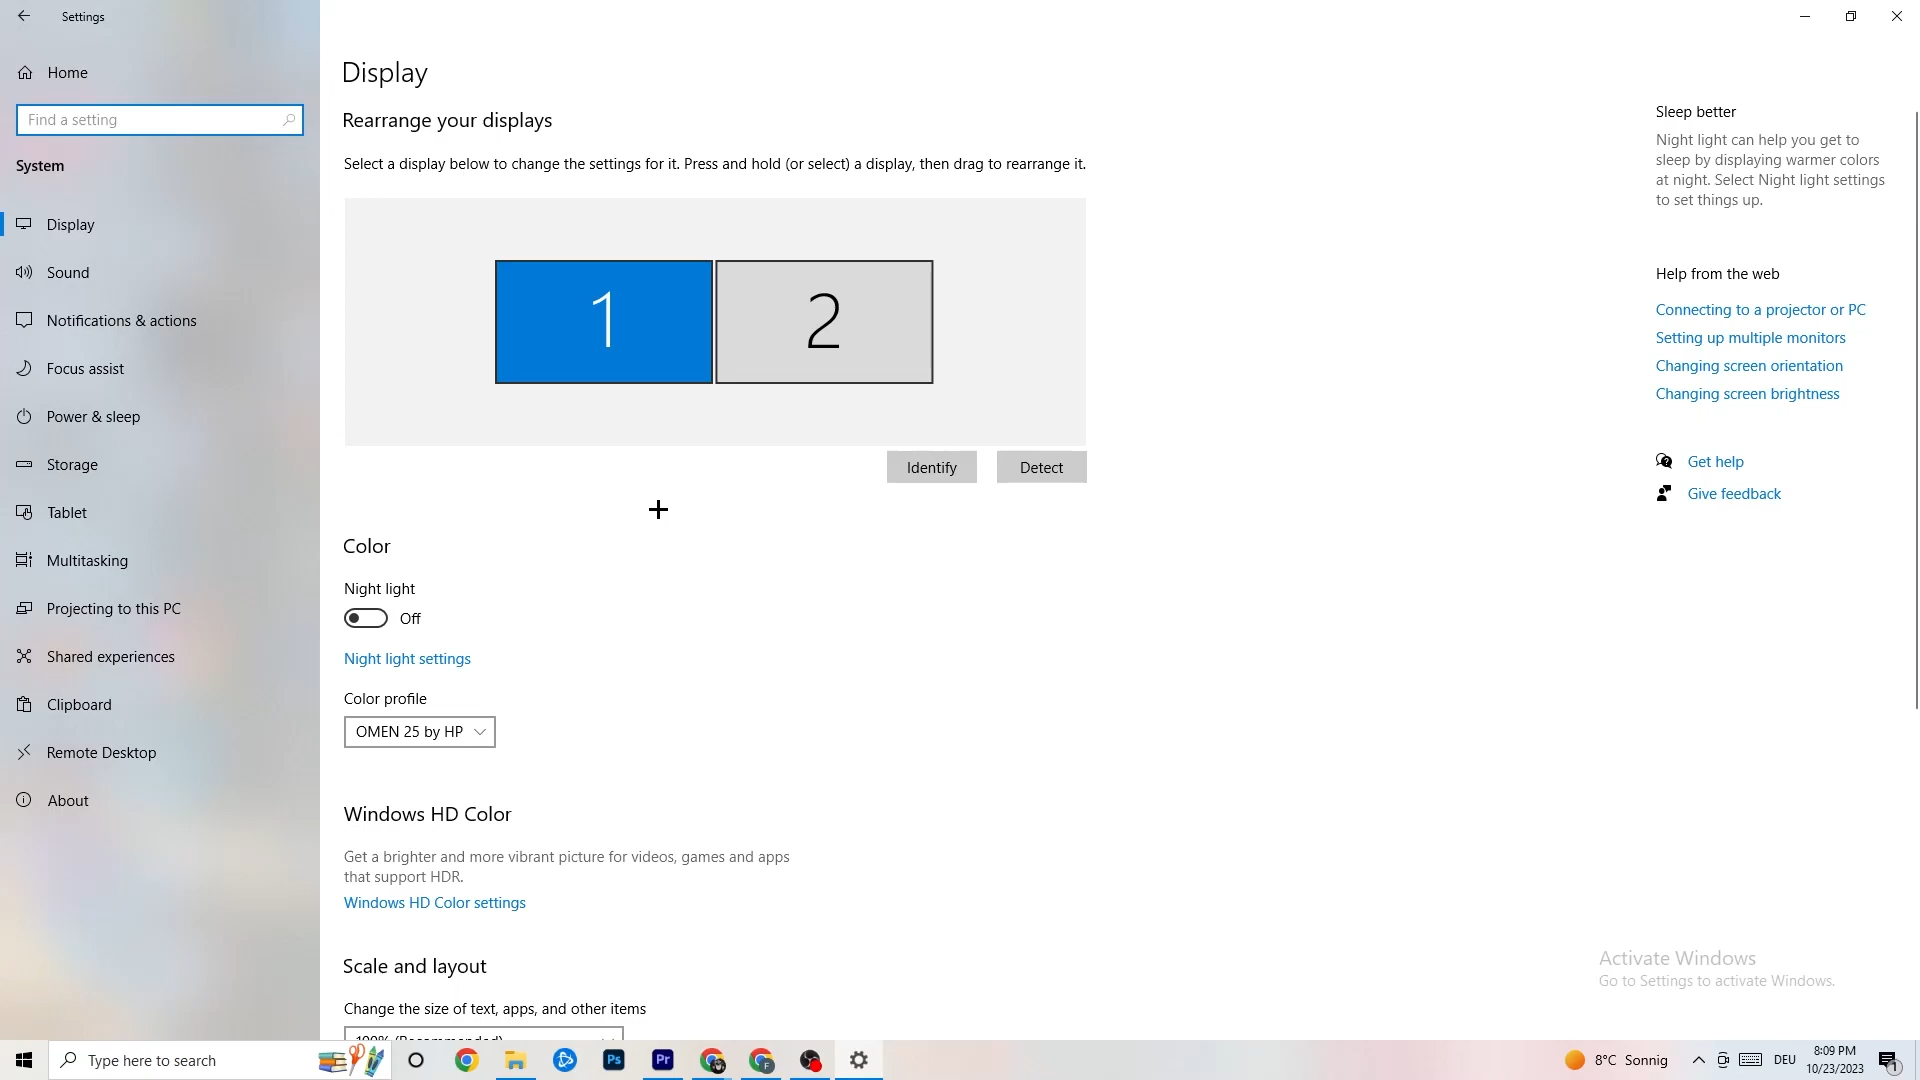 Settings
Home
Find a setting
System
Display
Sound
Notifications & actions
Focus assist
Power & sleep
Storage
Tablet
Multitasking
Projecting to this PC
Shared experiences
Clipboard
Remote Desktop
About
Display
Rearrange your displays
Select a display below to change the settings for it. Press and hold (or select) a display, then drag to rearrange it.
1
2
Identify
Detect
Color
Night light
Off
Night light settings
Color profile
OMEN 25 by HP
Windows HD Color
Get a brighter and more vibrant picture for videos, games and apps
that support HDR.
Windows HD Color settings
Scale and layout
Change the size of text, apps, and other items
100% (Recommended)
Sleep better
Night light can help you get to
sleep by displaying warmer colors
at night. Select Night light settings
to set things up.
Help from the web
Connecting to a projector or PC
Setting up multiple monitors
Changing screen orientation
Changing screen brightness
Get help
Give feedback
Activate Windows
Go to Settings to activate Windows.
Type here to search
Ps
Pr
F
8°C Sonnig
DEU
8:09 PM
10/23/2023
1